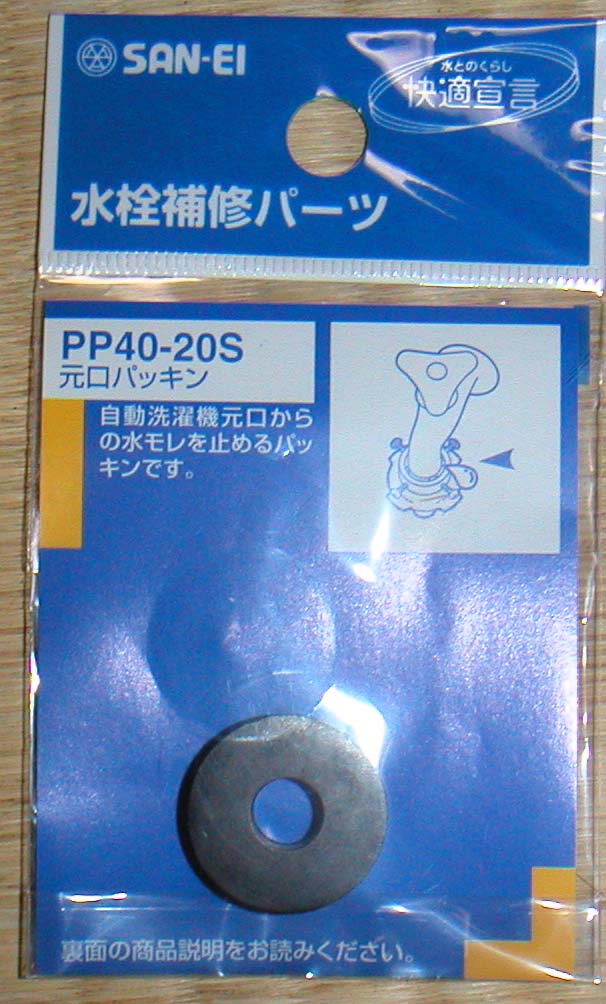 SAN-EI
水とのくらし
快適宣言
水栓補修パーツ
PP40-20S
元口パッキン
自動洗濯機元口から
の水モレを止めるパッ
キンです。
裏面の商品説明をお読みください。